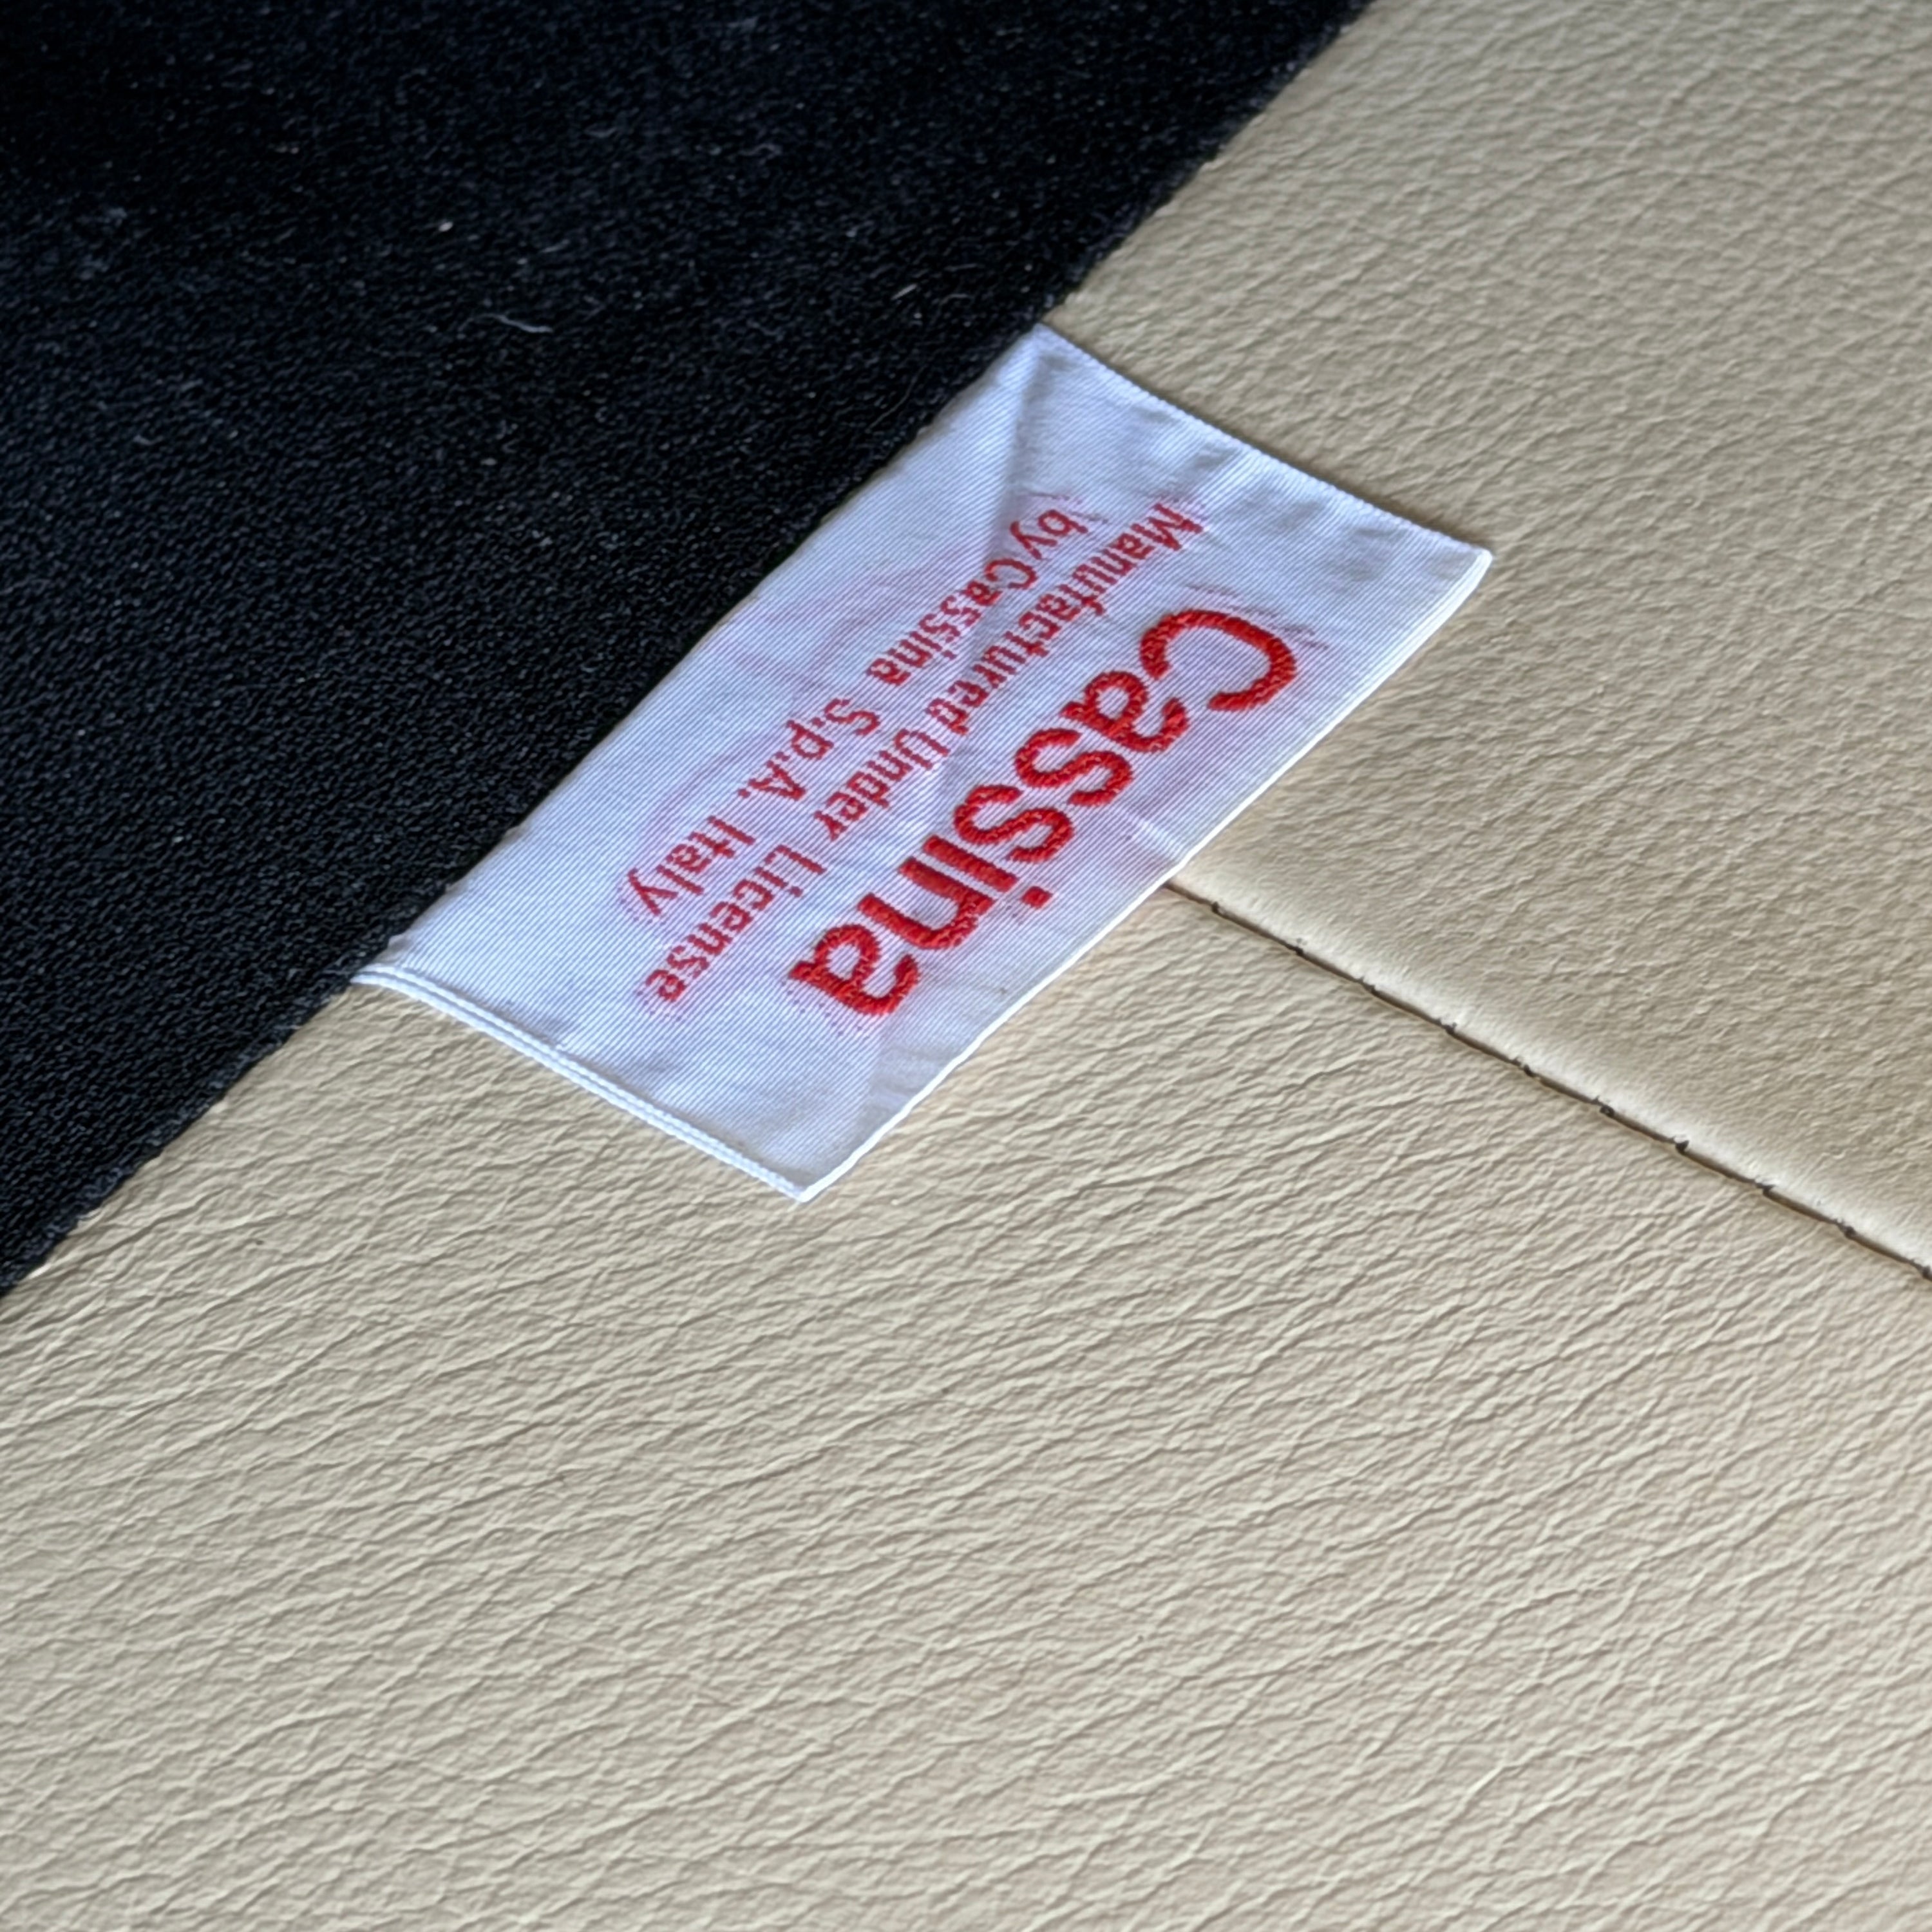 Cassina
Manufactured Under License
by Cassina S.p.A. Italy